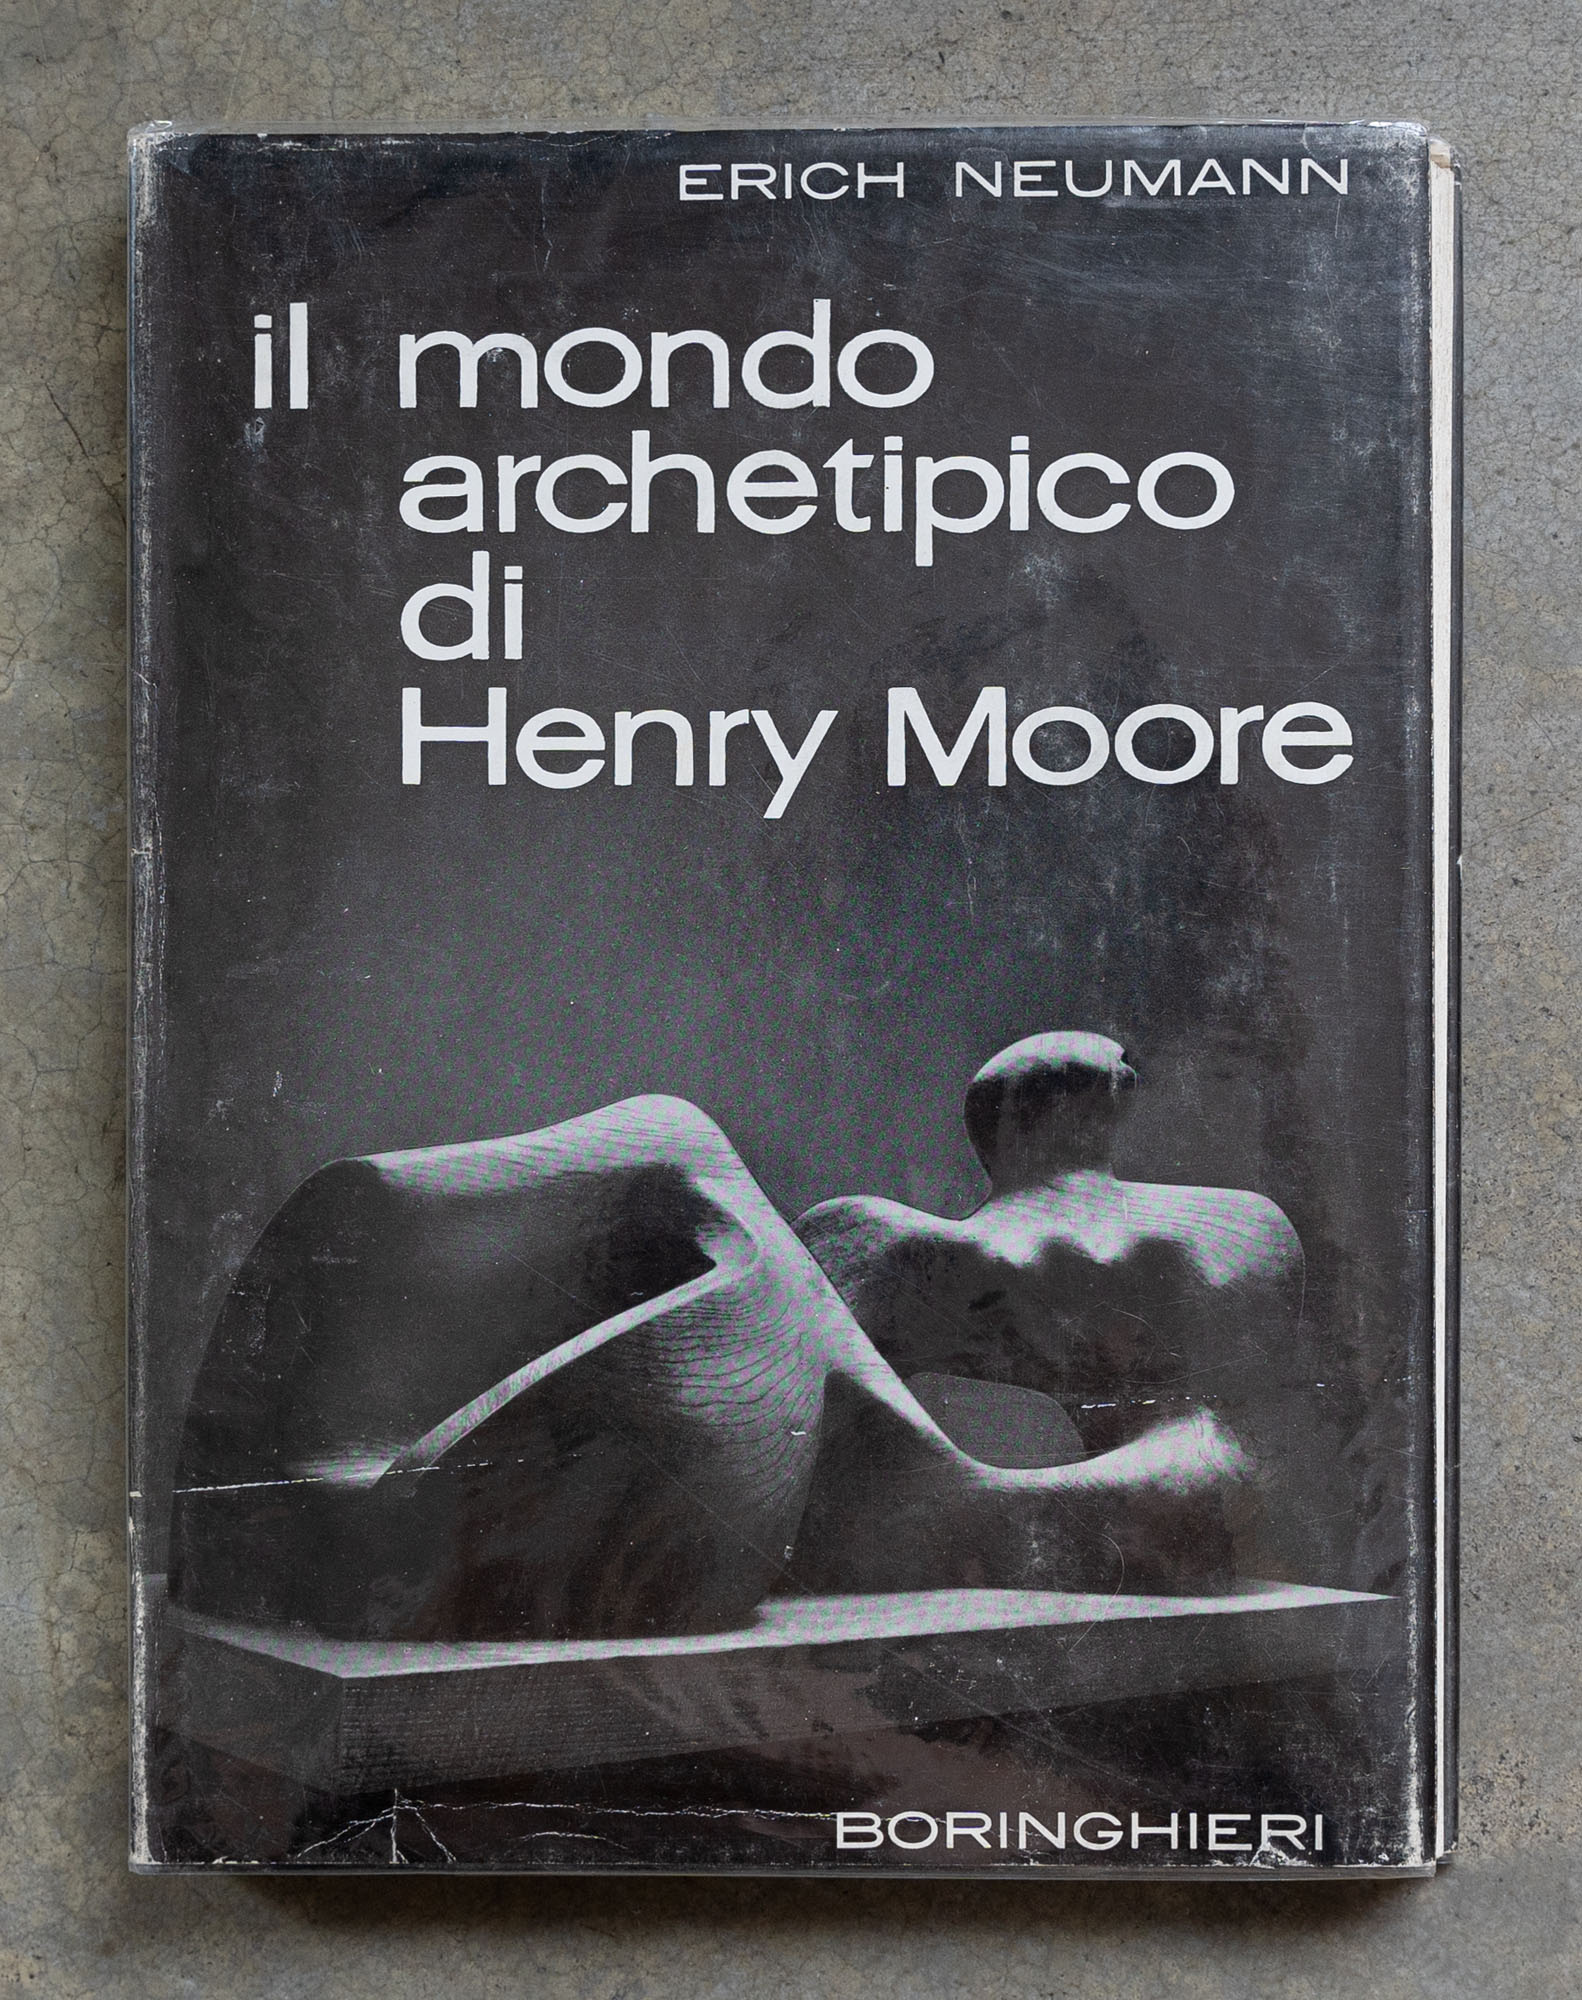 ERICH NEUMANN
il mondo
archetipico
di
Henry Moore
BORINGHIERI